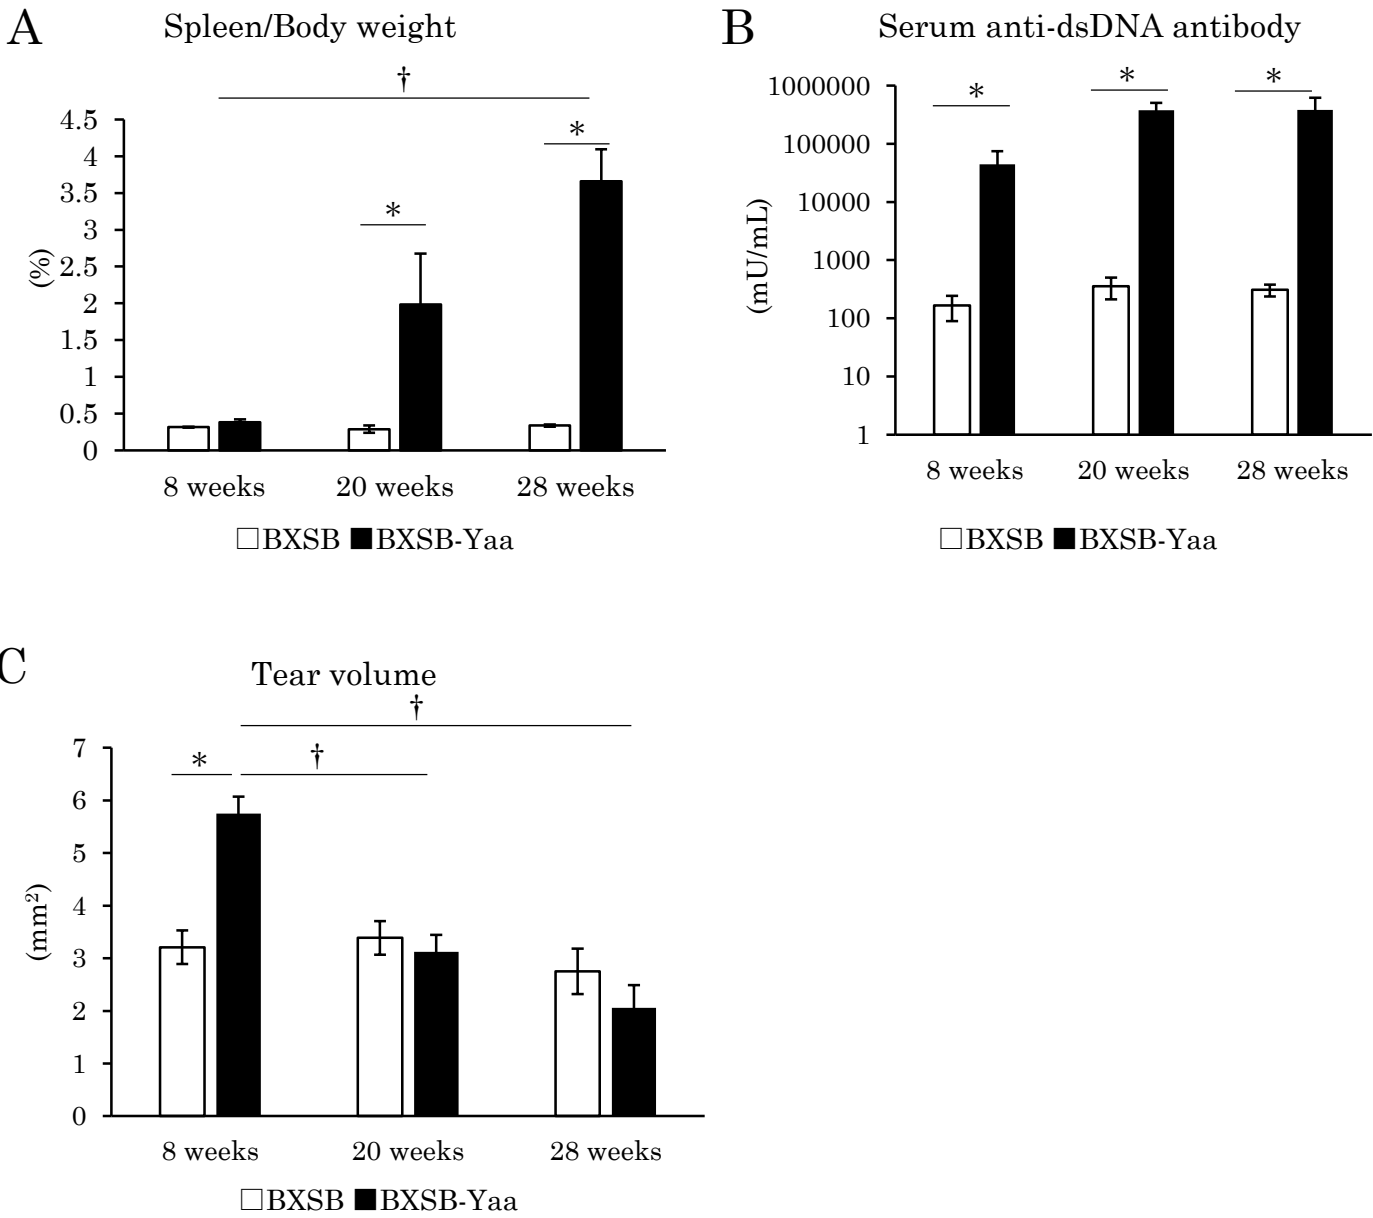 A
Spleen/Body weight
†
*
*
(%)
4.5
4
3.5
3
2.5
2
1.5
1
0.5
0
8 weeks
20 weeks
28 weeks
□BXSB ■BXSB-Yaa
B
Serum anti-dsDNA antibody
*
*
*
(mU/mL)
1000000
100000
10000
1000
100
10
1
8 weeks
20 weeks
28 weeks
□BXSB ■BXSB-Yaa
C
Tear volume
†
*
†
(mm²)
7
6
5
4
3
2
1
0
8 weeks
20 weeks
28 weeks
□BXSB ■BXSB-Yaa